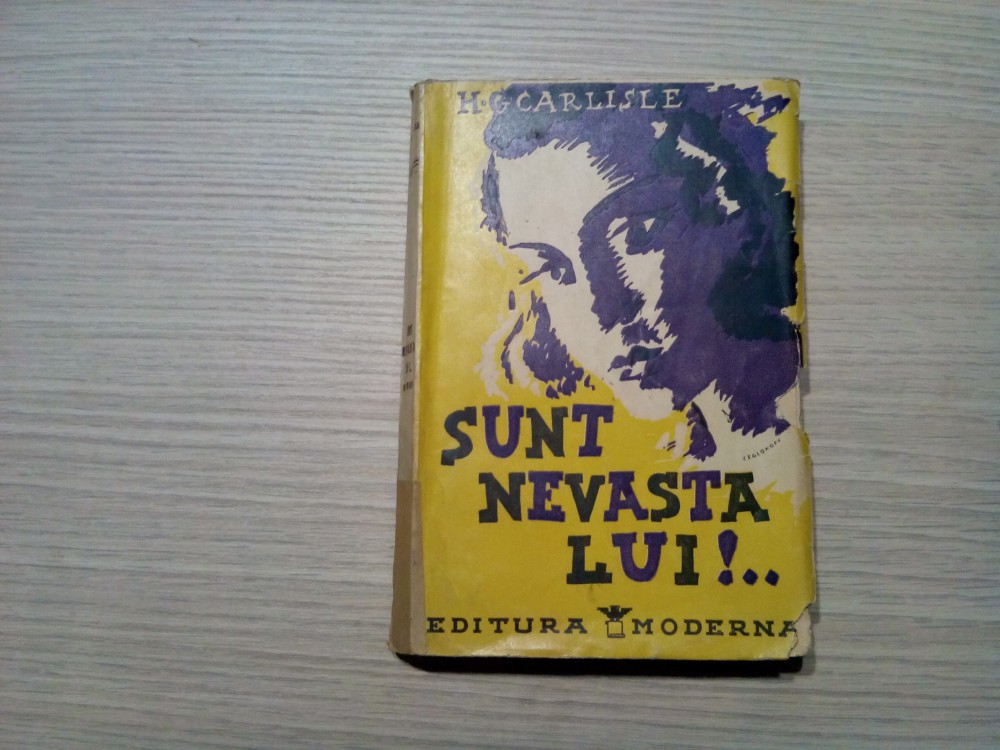 H.G CARLISLE
SUNT
NEVASTA
LUI!..
EDITURA MODERNA